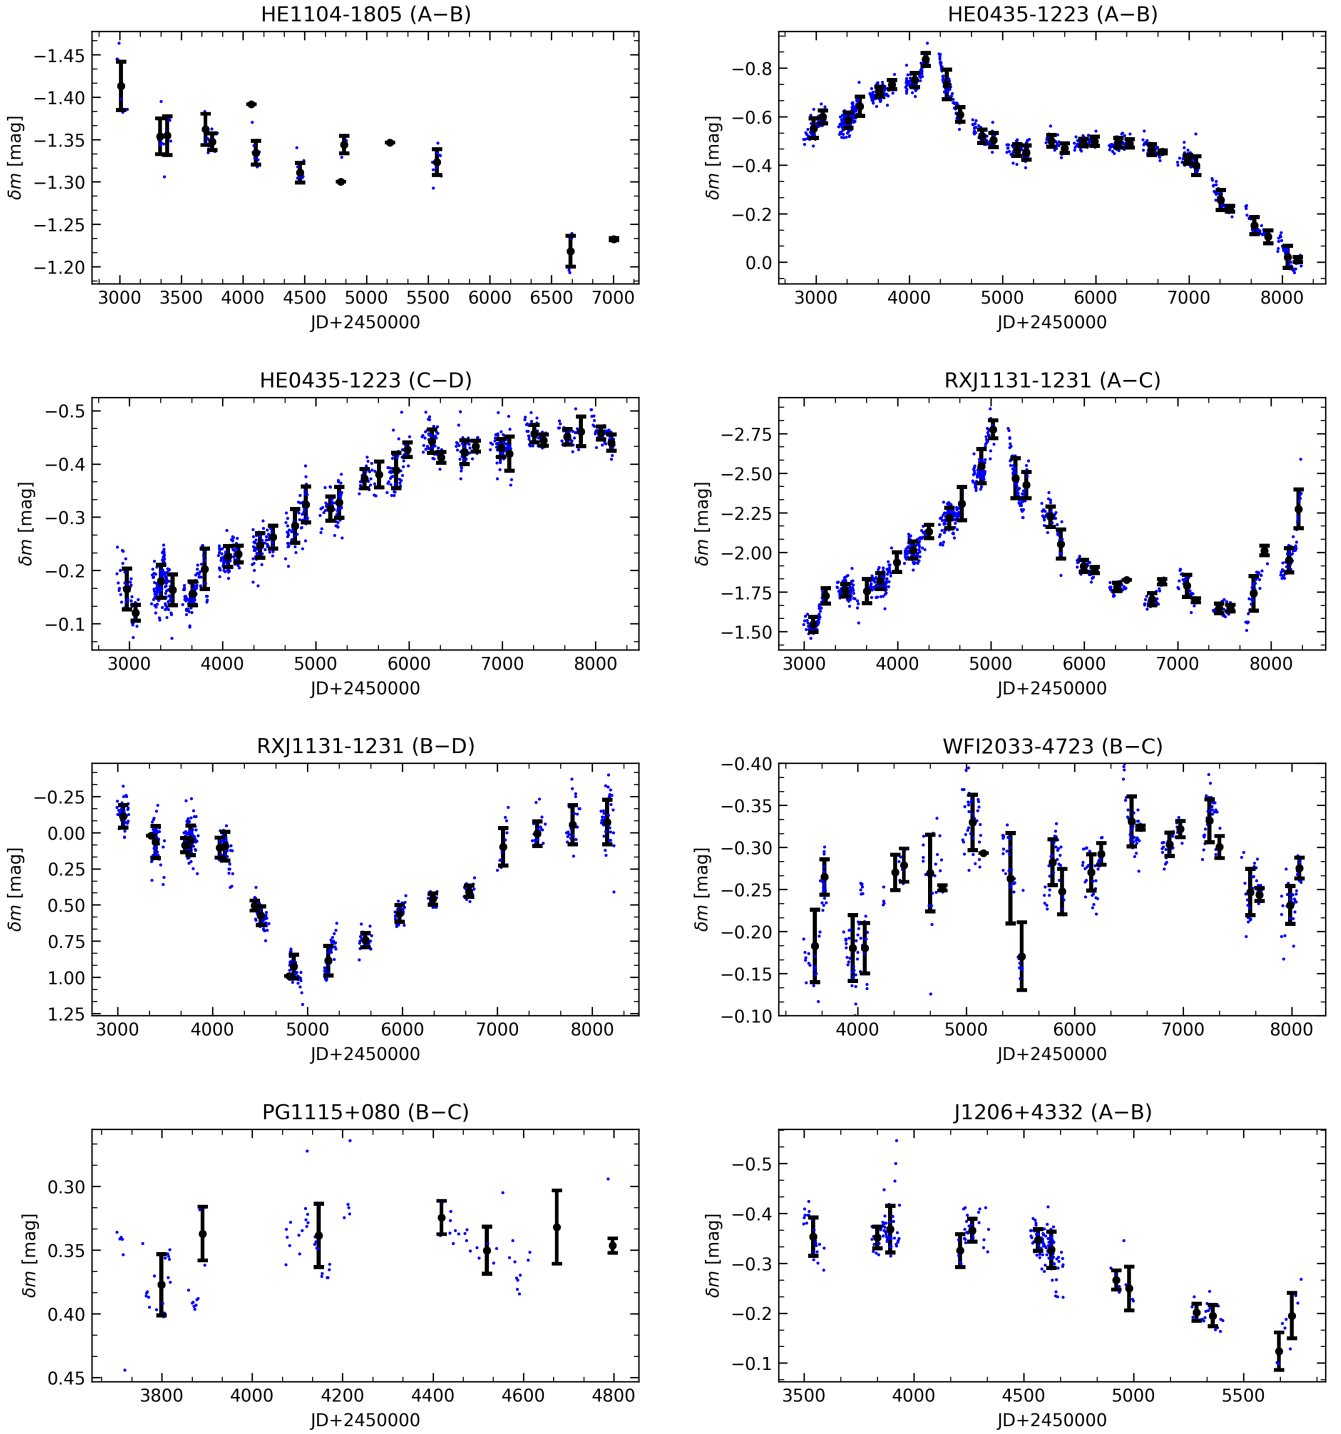 HE1104-1805 (A−B)
δm [mag]
−1.45
−1.40
−1.35
−1.30
−1.25
−1.20
3000 3500 4000 4500 5000 5500 6000 6500 7000
JD+2450000
HE0435-1223 (A−B)
δm [mag]
−0.8
−0.6
−0.4
−0.2
0.0
3000 4000 5000 6000 7000 8000
JD+2450000
HE0435-1223 (C−D)
δm [mag]
−0.5
−0.4
−0.3
−0.2
−0.1
3000 4000 5000 6000 7000 8000
JD+2450000
RXJ1131-1231 (A−C)
δm [mag]
−2.75
−2.50
−2.25
−2.00
−1.75
−1.50
3000 4000 5000 6000 7000 8000
JD+2450000
RXJ1131-1231 (B−D)
δm [mag]
−0.25
0.00
0.25
0.50
0.75
1.00
1.25
3000 4000 5000 6000 7000 8000
JD+2450000
WFI2033-4723 (B−C)
δm [mag]
−0.40
−0.35
−0.30
−0.25
−0.20
−0.15
−0.10
4000 5000 6000 7000 8000
JD+2450000
PG1115+080 (B−C)
δm [mag]
0.30
0.35
0.40
0.45
3800 4000 4200 4400 4600 4800
JD+2450000
J1206+4332 (A−B)
δm [mag]
−0.5
−0.4
−0.3
−0.2
−0.1
3500 4000 4500 5000 5500
JD+2450000